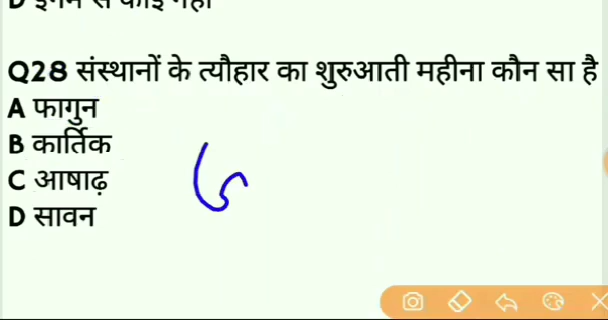 Q28 संस्थानों के त्यौहार का शुरुआती महीना कौन सा है
A फागुन
B कार्तिक
C आषाढ़
D सावन